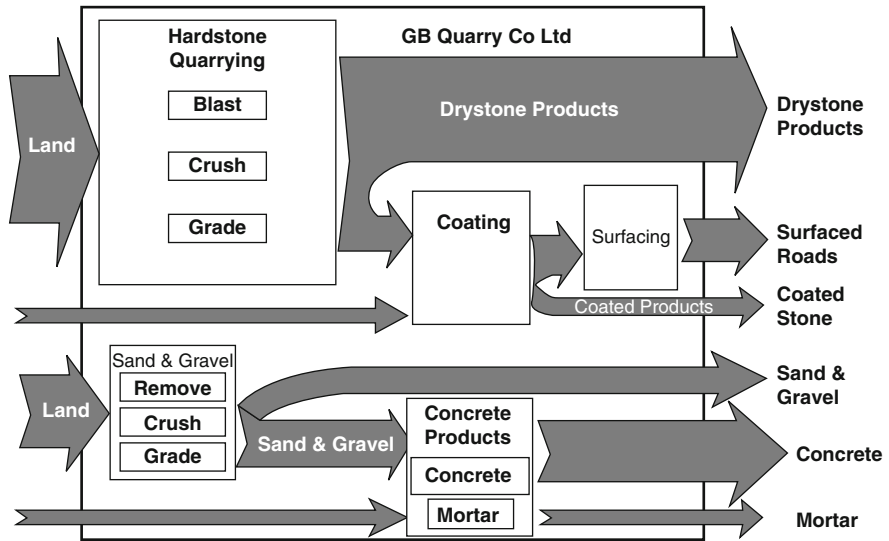 Hardstone
Quarrying
GB Quarry Co Ltd
Blast
Crush
Grade
Land
Drystone Products
Drystone
Products
Coating
Surfacing
Surfaced
Roads
Coated Products
Coated
Stone
Sand & Gravel
Remove
Crush
Grade
Land
Sand & Gravel
Sand &
Gravel
Concrete
Products
Concrete
Mortar
Concrete
Mortar